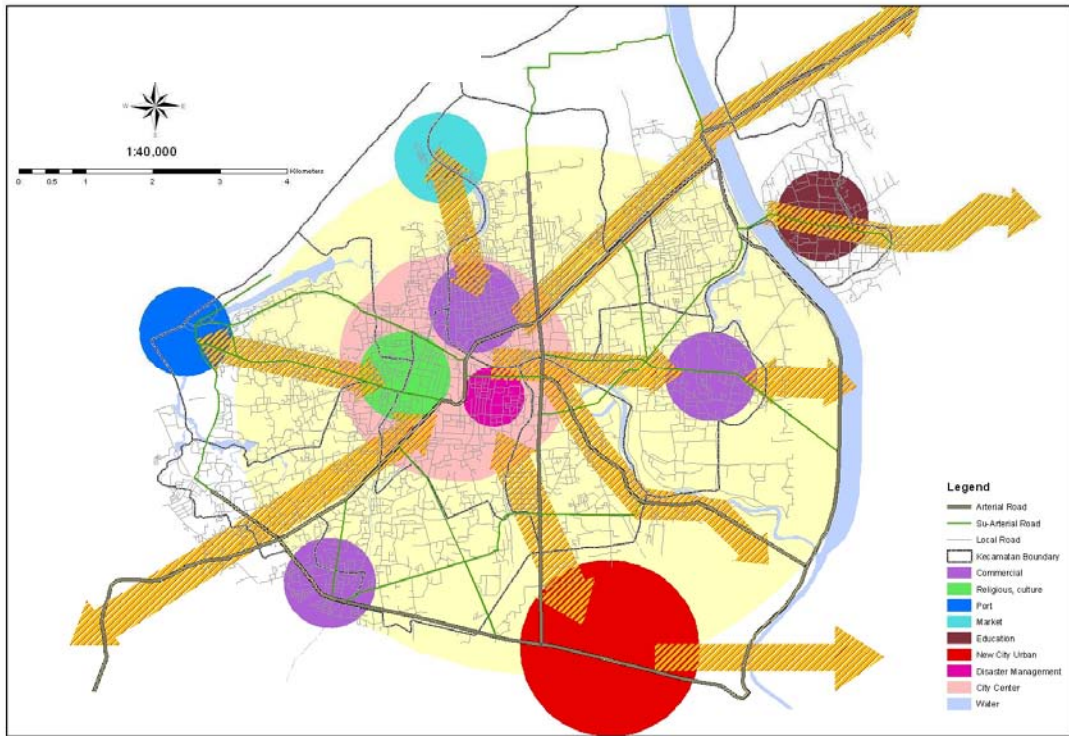 N
W E
S
1:40,000
Kilometers
0 0.5 1 2 3 4
Legend
Arterial Road
Su-Arterial Road
Local Road
Kecamatan Boundary
Commercial
Religious, culture
Port
Market
Education
New City Urban
Disaster Management
City Center
Water